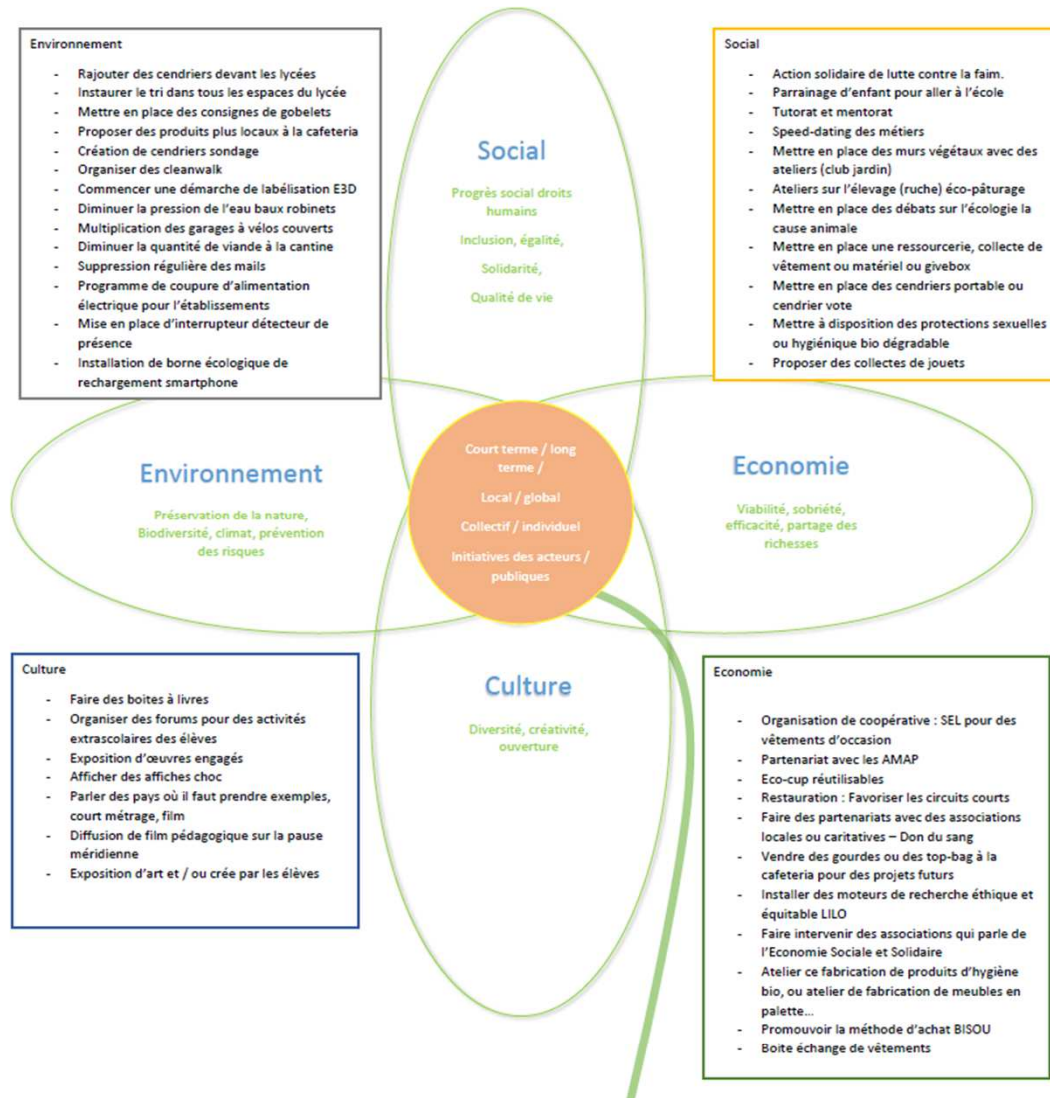 Environnement
- Rajouter des cendriers devant les lycées
- Instaurer le tri dans tous les espaces du lycée
- Mettre en place des consignes de gobelets
- Proposer des produits plus locaux à la cafeteria
- Création de cendriers sondage
- Organiser des cleanwalk
- Commencer une démarche de labélisation E3D
- Diminuer la pression de l'eau baux robinets
- Multiplication des garages à vélos couverts
- Diminuer la quantité de viande à la cantine
- Suppression régulière des mails
- Programme de coupure d'alimentation
électrique pour l'établissements
- Mise en place d'interrupteur détecteur de
présence
- Installation de borne écologique de
rechargement smartphone
Social
Progrès social droits
humains
Inclusion, égalité,
Solidarité,
Qualité de vie
Social
- Action solidaire de lutte contre la faim.
- Parrainage d'enfant pour aller à l'école
- Tutorat et mentorat
- Speed-dating des métiers
- Mettre en place des murs végétaux avec des
ateliers (club jardin)
- Ateliers sur l'élevage (ruche) éco-pâturage
- Mettre en place des débats sur l'écologie la
cause animale
- Mettre en place une ressourcerie, collecte de
vêtement ou matériel ou givebox
- Mettre en place des cendriers portable ou
cendrier vote
- Mettre à disposition des protections sexuelles
ou hygiénique bio dégradable
- Proposer des collectes de jouets
Environnement
Préservation de la nature,
Biodiversité, climat, prévention
des risques
Court terme / long
terme /
Local / global
Collectif / individuel
Initiatives des acteurs /
publiques
Economie
Viabilité, sobriété,
efficacité, partage des
richesses
Culture
- Faire des boites à livres
- Organiser des forums pour des activités
extrascolaires des élèves
- Exposition d'œuvres engagés
- Afficher des affiches choc
- Parler des pays où il faut prendre exemples,
court métrage, film
- Diffusion de film pédagogique sur la pause
méridienne
- Exposition d'art et / ou crée par les élèves
Culture
Diversité, créativité,
ouverture
Economie
- Organisation de coopérative : SEL pour des
vêtements d'occasion
- Partenariat avec les AMAP
- Eco-cup réutilisables
- Restauration : Favoriser les circuits courts
- Faire des partenariats avec des associations
locales ou caritatives – Don du sang
- Vendre des gourdes ou des top-bag à la
cafeteria pour des projets futurs
- Installer des moteurs de recherche éthique et
équitable LILO
- Faire intervenir des associations qui parle de
l'Economie Sociale et Solidaire
- Atelier ce fabrication de produits d'hygiène
bio, ou atelier de fabrication de meubles en
palette...
- Promouvoir la méthode d'achat BISOU
- Boite échange de vêtements